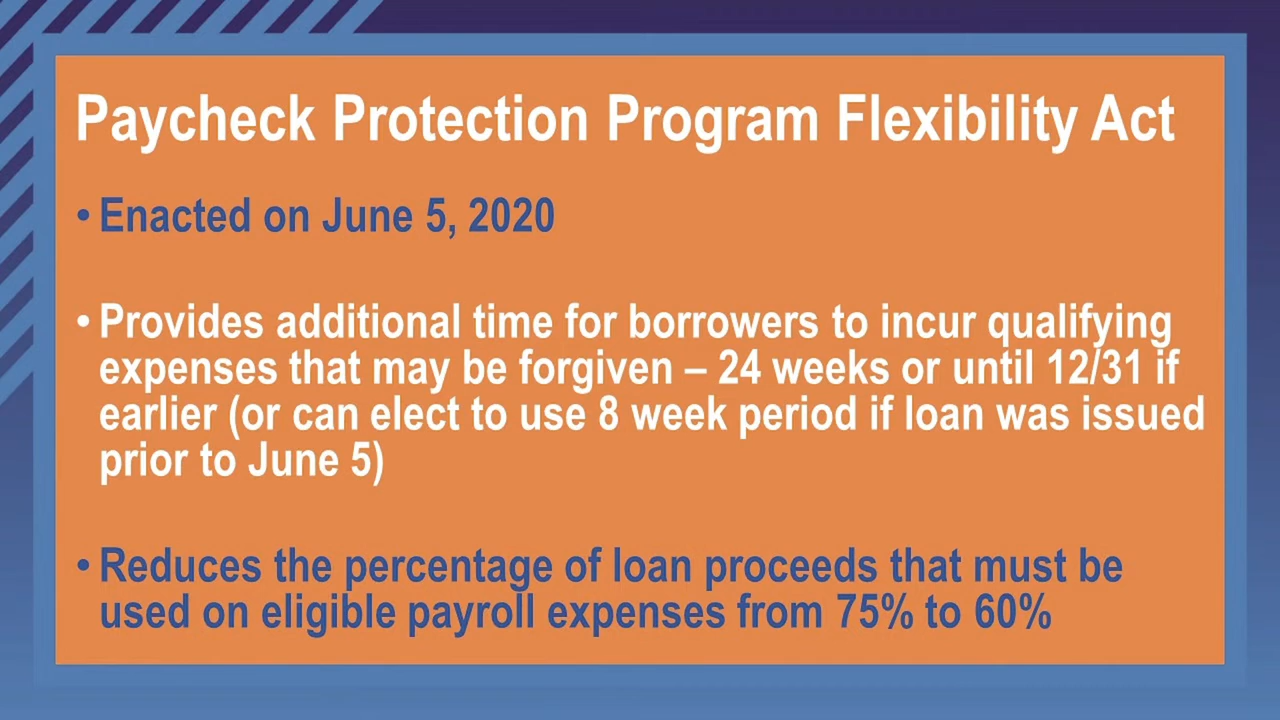 Paycheck Protection Program Flexibility Act
• Enacted on June 5, 2020
• Provides additional time for borrowers to incur qualifying
expenses that may be forgiven – 24 weeks or until 12/31 if
earlier (or can elect to use 8 week period if loan was issued
prior to June 5)
• Reduces the percentage of loan proceeds that must be
used on eligible payroll expenses from 75% to 60%